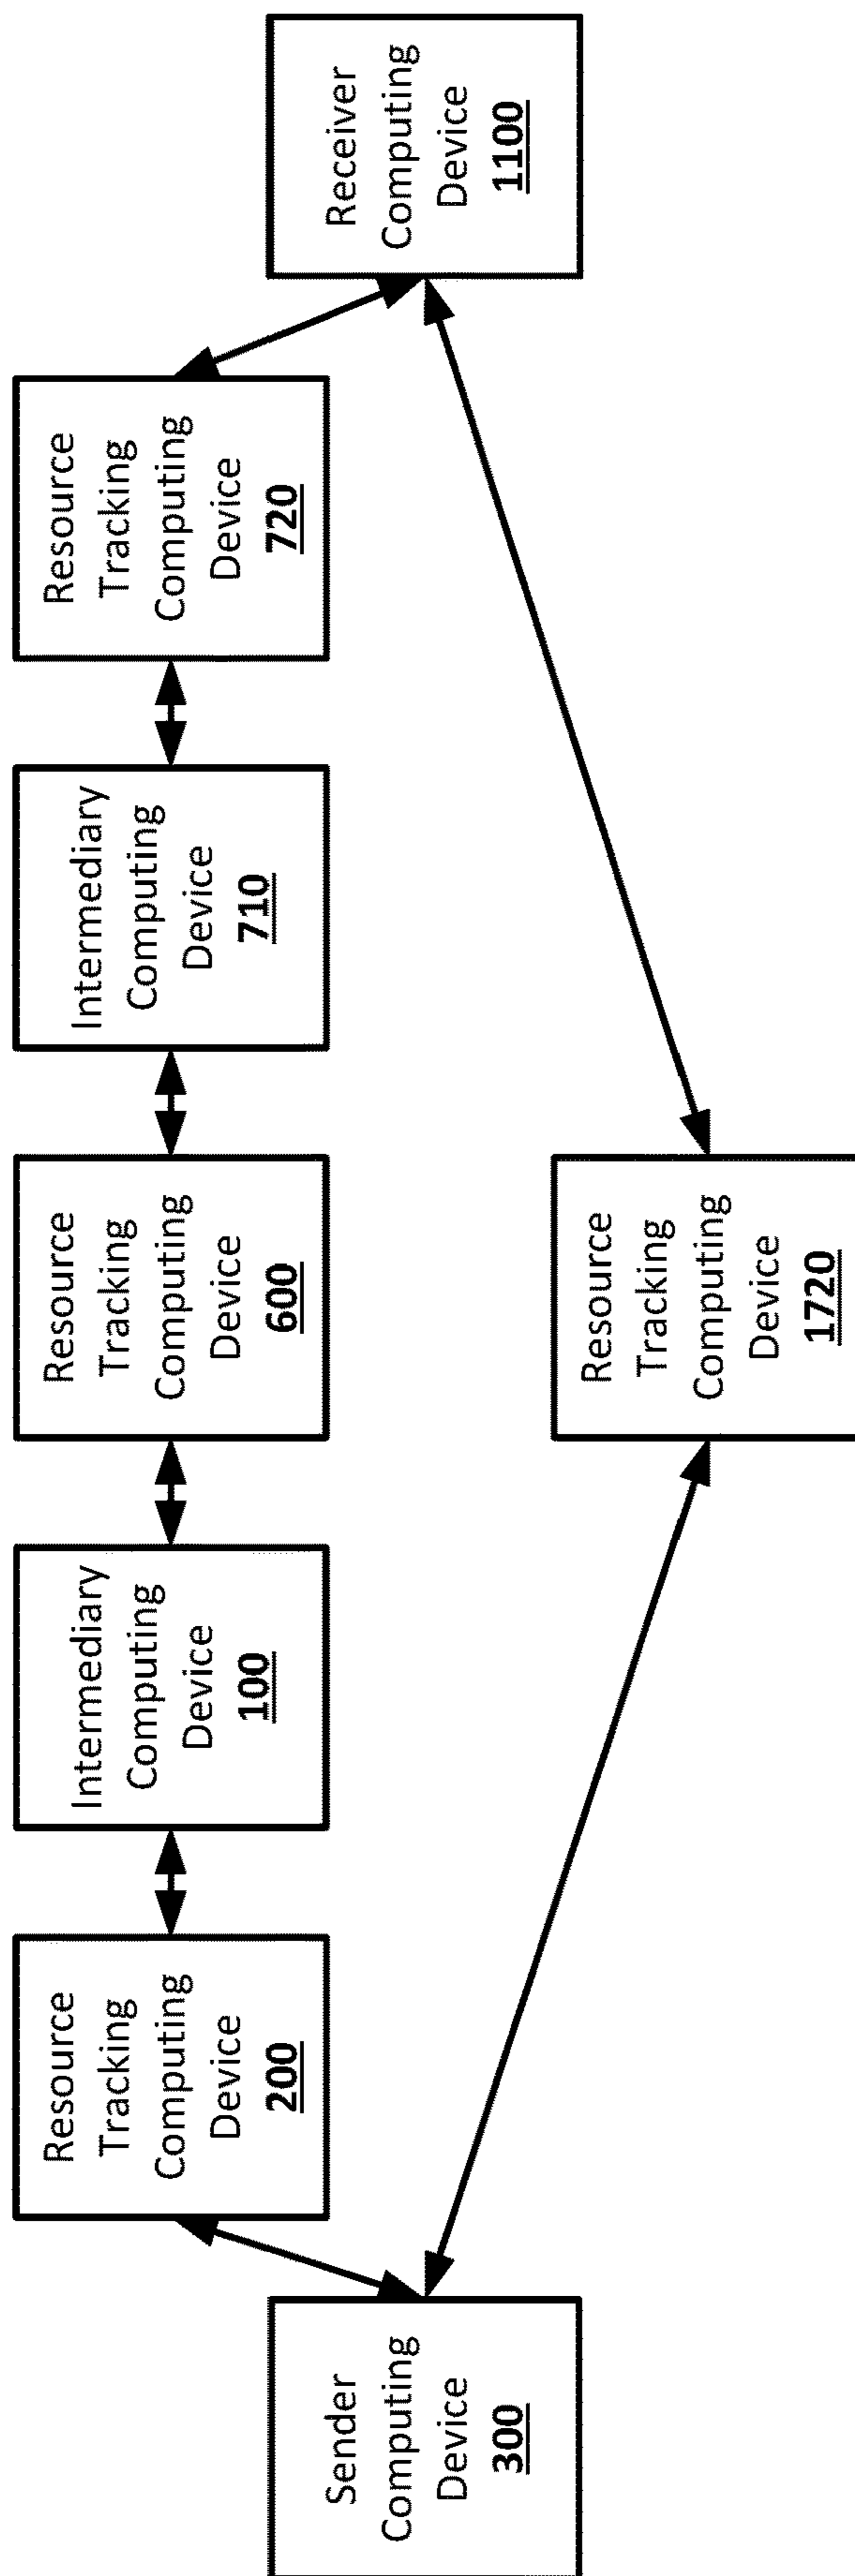 Sender
Computing
Device
300
Resource
Tracking
Computing
Device
200
Intermediary
Computing
Device
100
Resource
Tracking
Computing
Device
600
Intermediary
Computing
Device
710
Resource
Tracking
Computing
Device
720
Receiver
Computing
Device
1100
Resource
Tracking
Computing
Device
1720